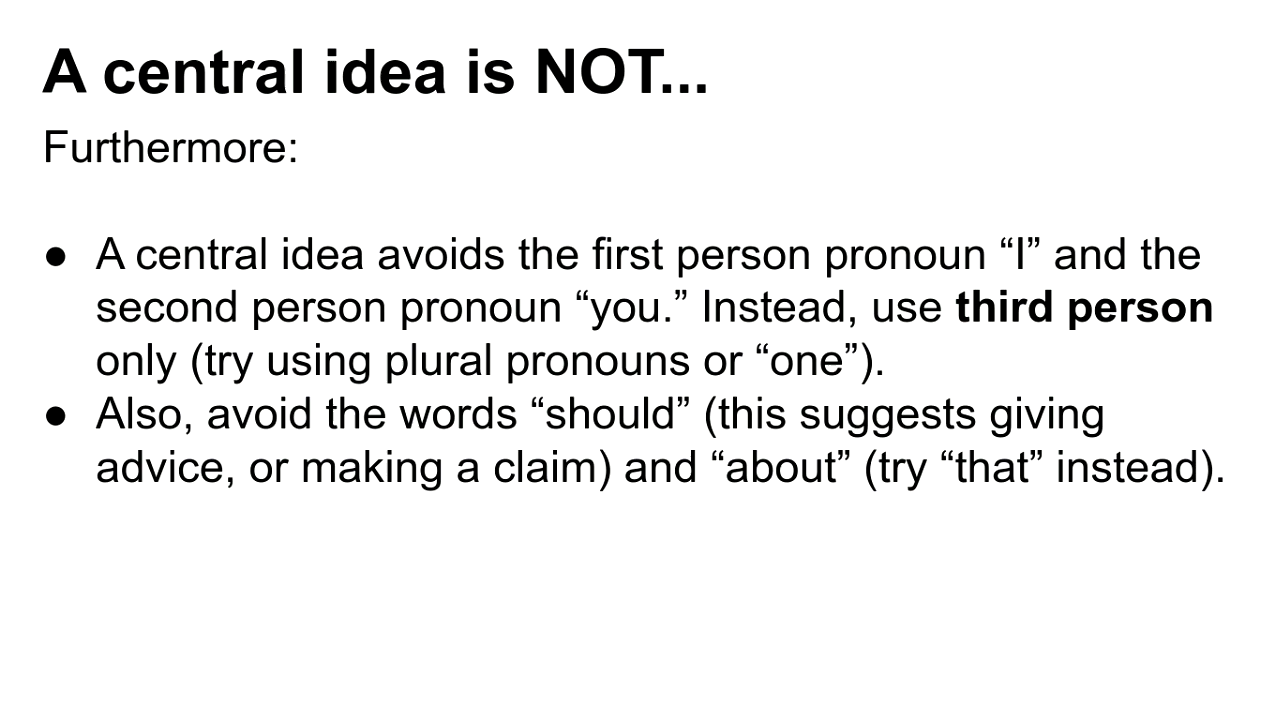 A central idea is NOT...
Furthermore:
● A central idea avoids the first person pronoun “I” and the
second person pronoun “you.” Instead, use third person
only (try using plural pronouns or “one”).
● Also, avoid the words “should” (this suggests giving
advice, or making a claim) and “about” (try “that” instead).